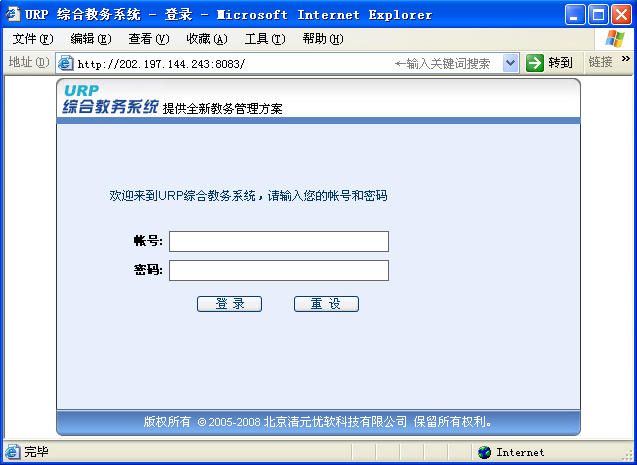 URP 综合教务系统 - 登录 - Microsoft Internet Explorer
文件(F) 编辑(E) 查看(V) 收藏(A) 工具(T) 帮助(H)
地址(D) http://202.197.144.243:8083/ ←输入关键词搜索 转到 链接 »
URP
综合教务系统 提供全新教务管理方案
欢迎来到URP综合教务系统，请输入您的帐号和密码
帐号:
密码:
登 录 重 设
版权所有 ©2005-2008 北京清元优软科技有限公司 保留所有权利。
完毕 Internet